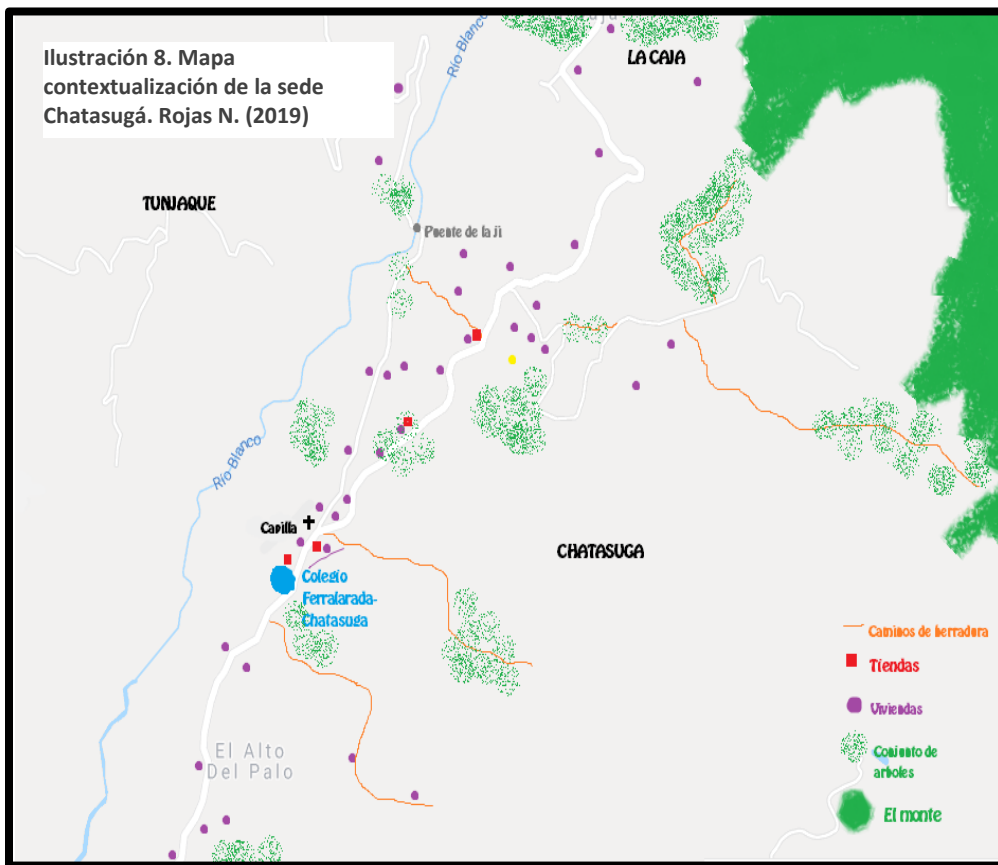 Ilustración 8. Mapa
contextualización de la sede
Chatasugá. Rojas N. (2019)
Río Blanco
LA CAJA
TUNJAQUE
Puente de la Ji
Río Blanco
Capilla
CHATASUGA
Colegio
Ferralarada-
Chatasuga
Caminos de herradura
Tiendas
Viviendas
El Alto
Del Palo
Conjunto de
arboles
El monte